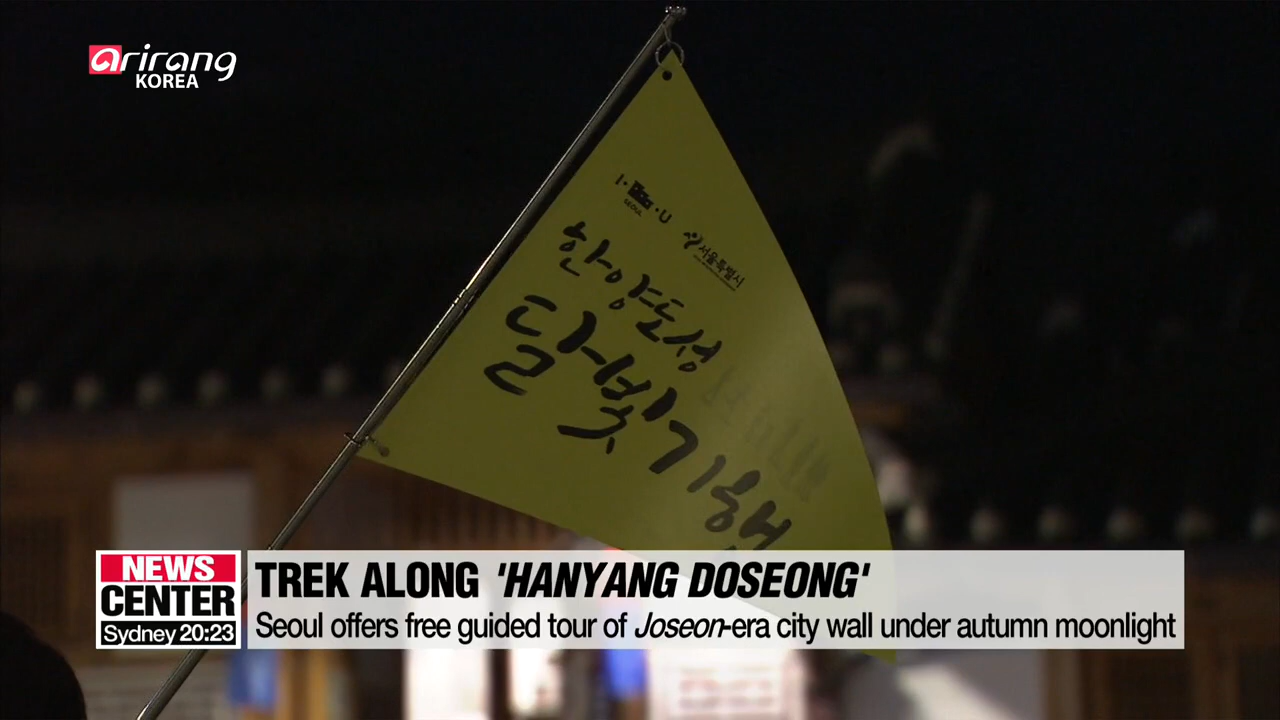 arirang
KOREA
I·SEOUL·U
서울특별시
한양도성
달빛기행
NEWS
CENTER
Sydney 20:23
TREK ALONG 'HANYANG DOSEONG'
Seoul offers free guided tour of Joseon-era city wall under autumn moonlight